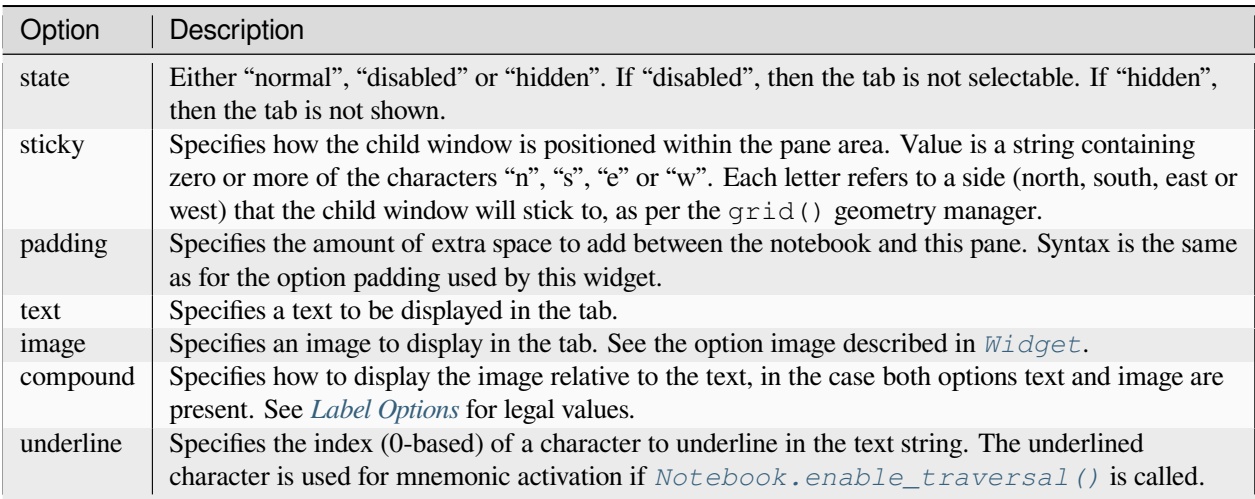 Option Description
state Either “normal”, “disabled” or “hidden”. If “disabled”, then the tab is not selectable. If “hidden”,
then the tab is not shown.
sticky Specifies how the child window is positioned within the pane area. Value is a string containing
zero or more of the characters “n”, “s”, “e” or “w”. Each letter refers to a side (north, south, east or
west) that the child window will stick to, as per the grid() geometry manager.
padding Specifies the amount of extra space to add between the notebook and this pane. Syntax is the same
as for the option padding used by this widget.
text Specifies a text to be displayed in the tab.
image Specifies an image to display in the tab. See the option image described in Widget.
compound Specifies how to display the image relative to the text, in the case both options text and image are
present. See Label Options for legal values.
underline Specifies the index (0-based) of a character to underline in the text string. The underlined
character is used for mnemonic activation if Notebook.enable_traversal() is called.